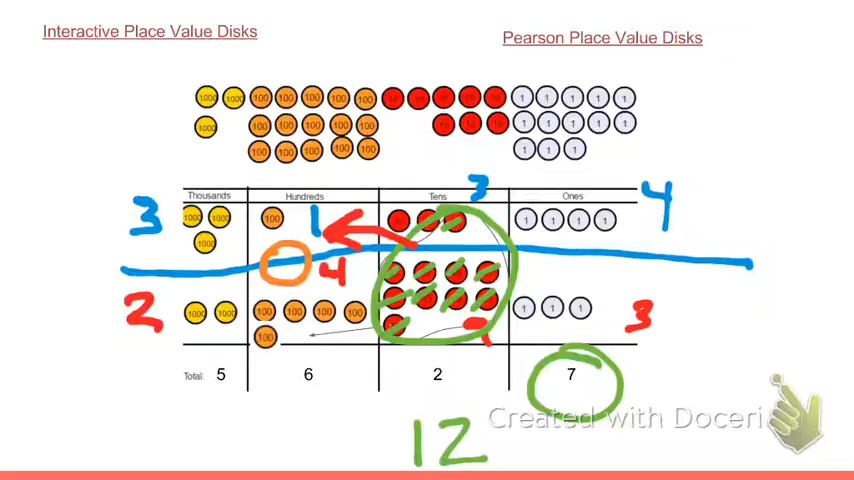 Interactive Place Value Disks
Pearson Place Value Disks
1000 1000 100 100 100 100 100 10 10 10 10 10 1 1 1 1 1
1000 100 100 100 100 100 10 10 10 1 1 1 1 1
100 100 100 100 100 1 1 1
3
Thousands Hundreds Tens Ones
3 1 4
1000 1000 100 1 1 1 1
1000
4
2 3
1000 1000 100 100 100 100 1 1 1
100
Total: 5 6 2 7
Created with Doceri
12